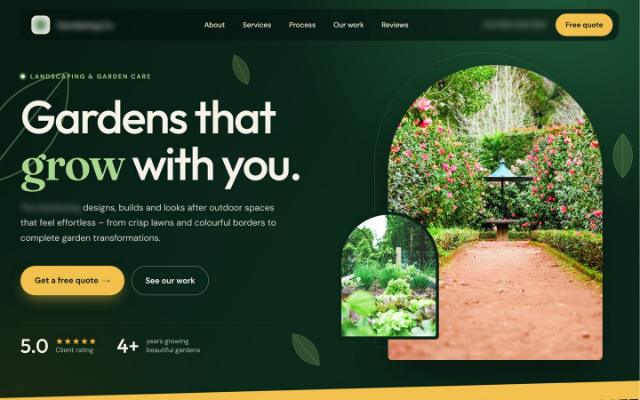 About Services Process Our work Reviews Free quote
LANDSCAPING & GARDEN CARE
Gardens that
grow with you.
designs, builds and looks after outdoor spaces
that feel effortless – from crisp lawns and colourful borders to
complete garden transformations.
Get a free quote → See our work
5.0 ★★★★★ Client rating
4+ years growing beautiful gardens